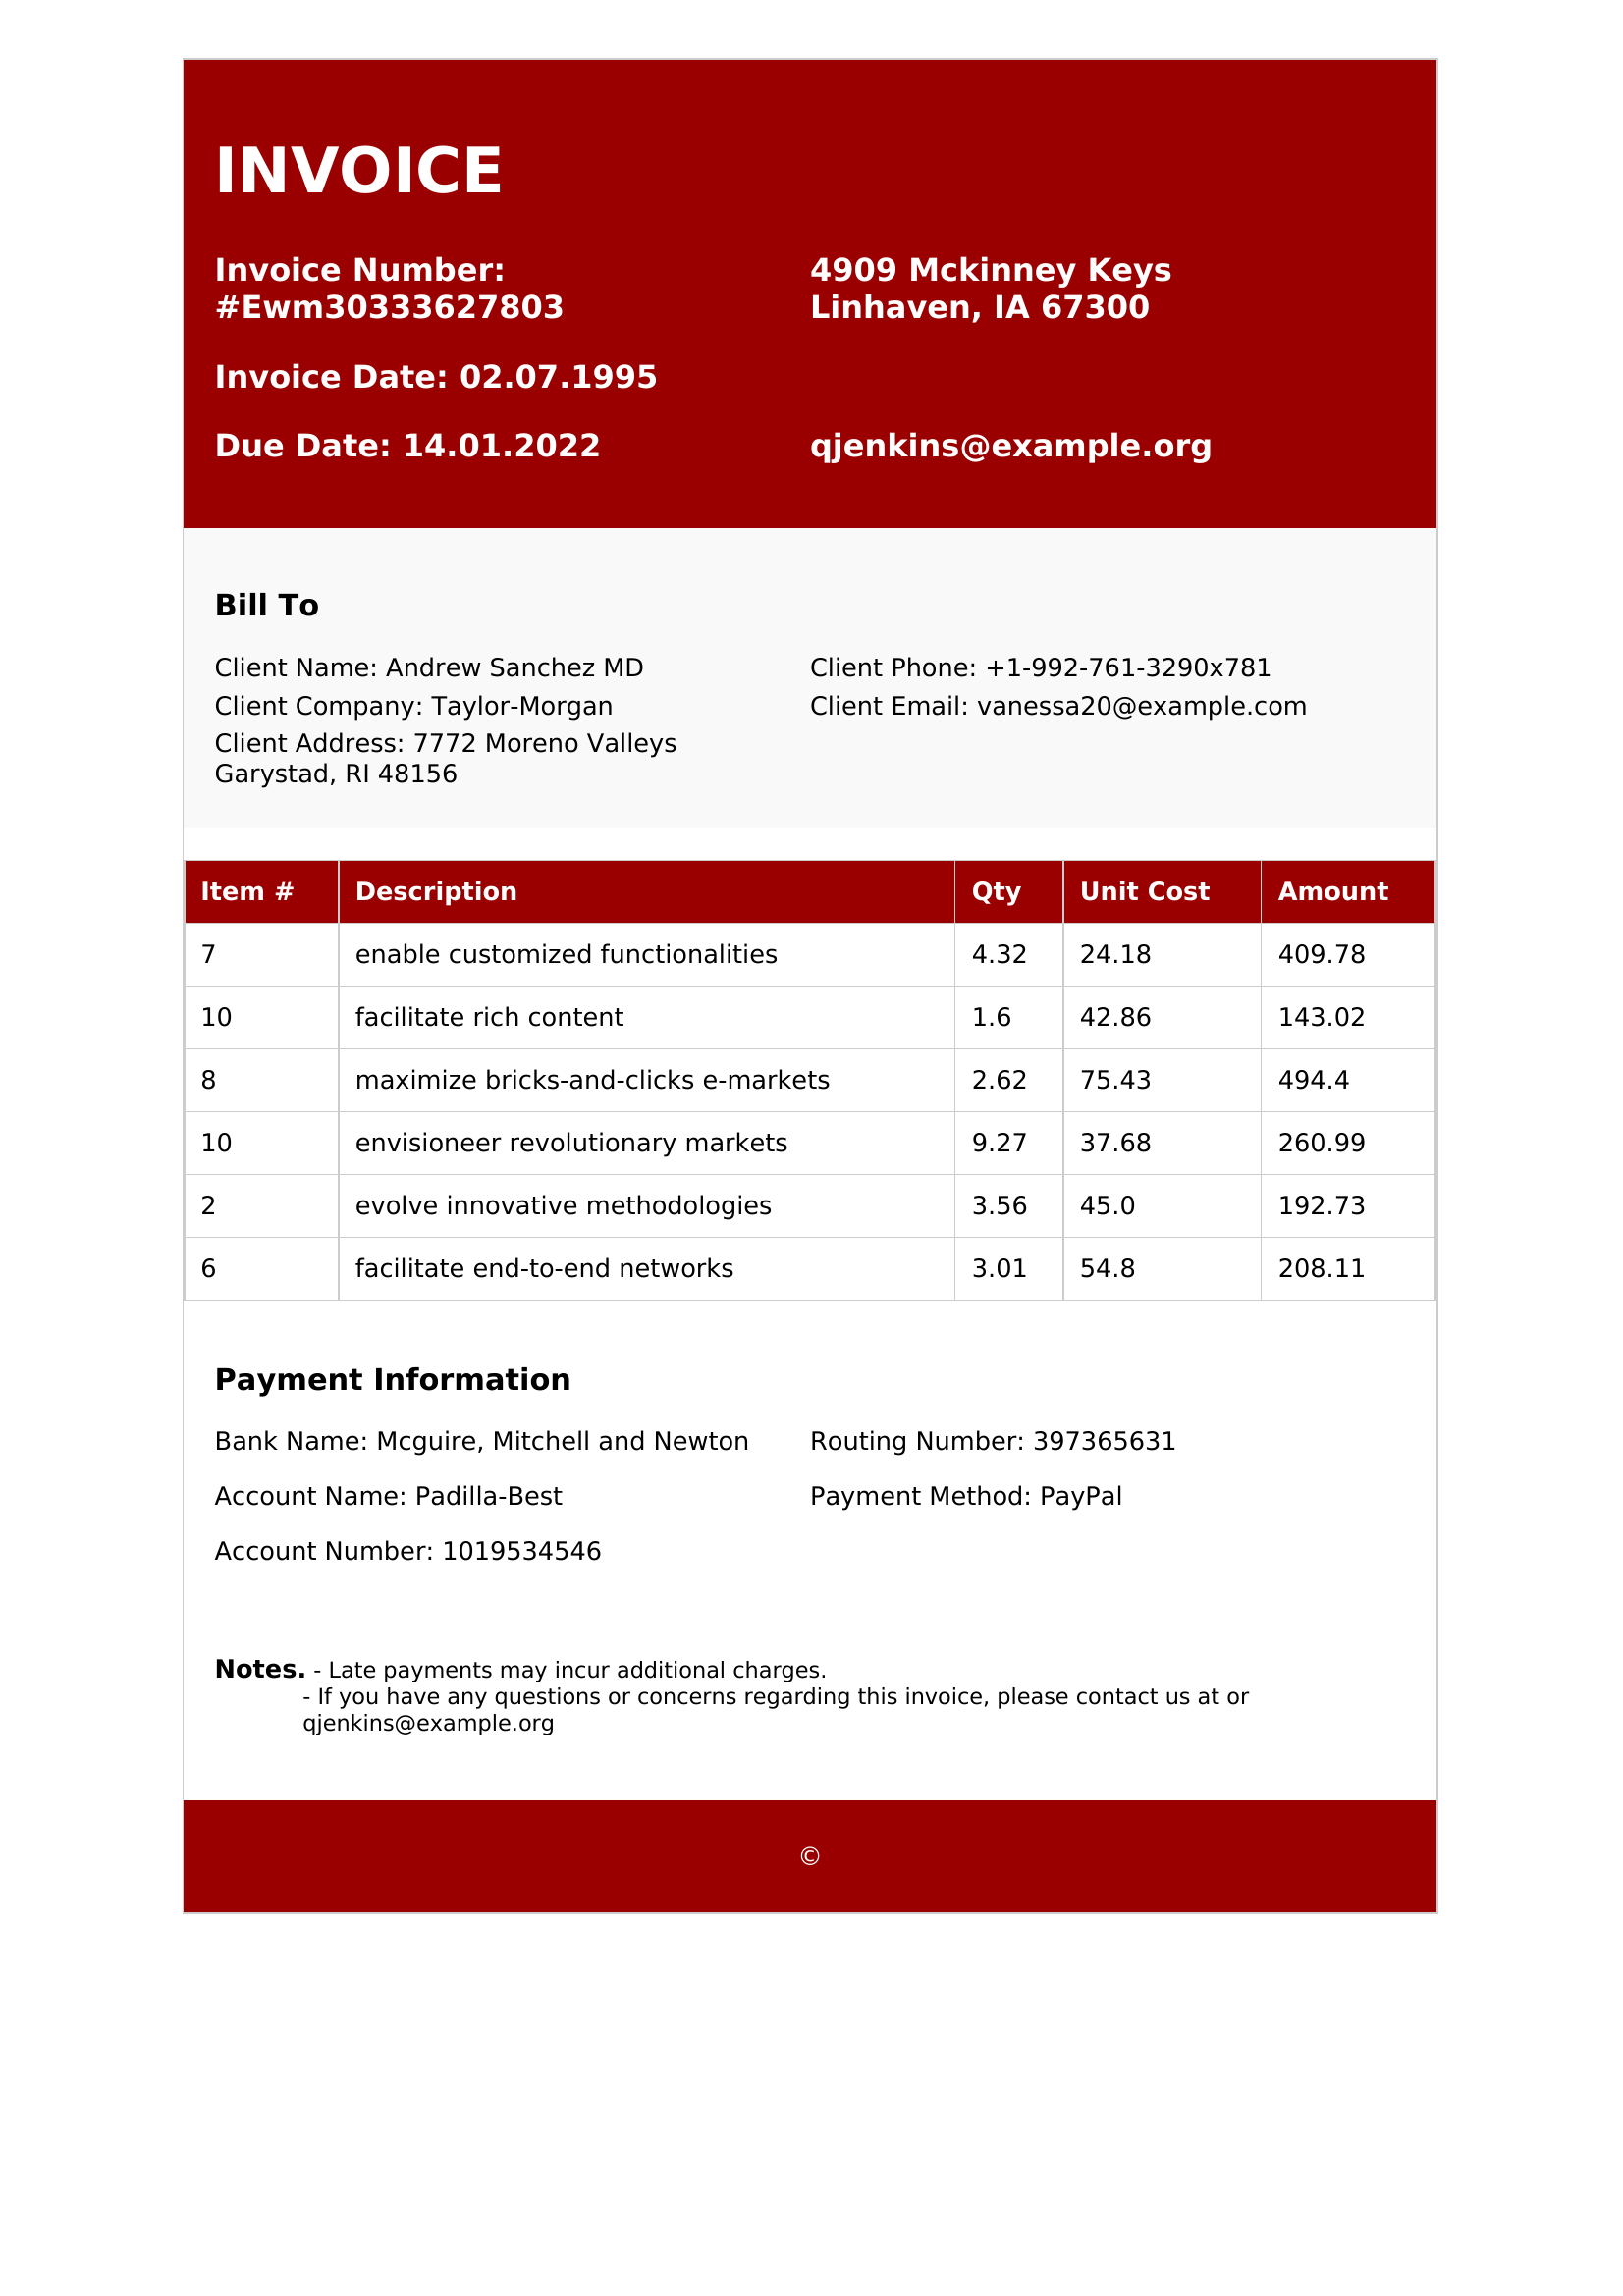 INVOICE
Invoice Number:
#Ewm30333627803
Invoice Date: 02.07.1995
Due Date: 14.01.2022
4909 Mckinney Keys
Linhaven, IA 67300
qjenkins@example.org
Bill To
Client Name: Andrew Sanchez MD
Client Company: Taylor-Morgan
Client Address: 7772 Moreno Valleys
Garystad, RI 48156
Client Phone: +1-992-761-3290x781
Client Email: vanessa20@example.com
Item # Description Qty Unit Cost Amount
7 enable customized functionalities 4.32 24.18 409.78
10 facilitate rich content 1.6 42.86 143.02
8 maximize bricks-and-clicks e-markets 2.62 75.43 494.4
10 envisioneer revolutionary markets 9.27 37.68 260.99
2 evolve innovative methodologies 3.56 45.0 192.73
6 facilitate end-to-end networks 3.01 54.8 208.11
Payment Information
Bank Name: Mcguire, Mitchell and Newton
Account Name: Padilla-Best
Account Number: 1019534546
Routing Number: 397365631
Payment Method: PayPal
Notes. - Late payments may incur additional charges.
- If you have any questions or concerns regarding this invoice, please contact us at or
qjenkins@example.org
©